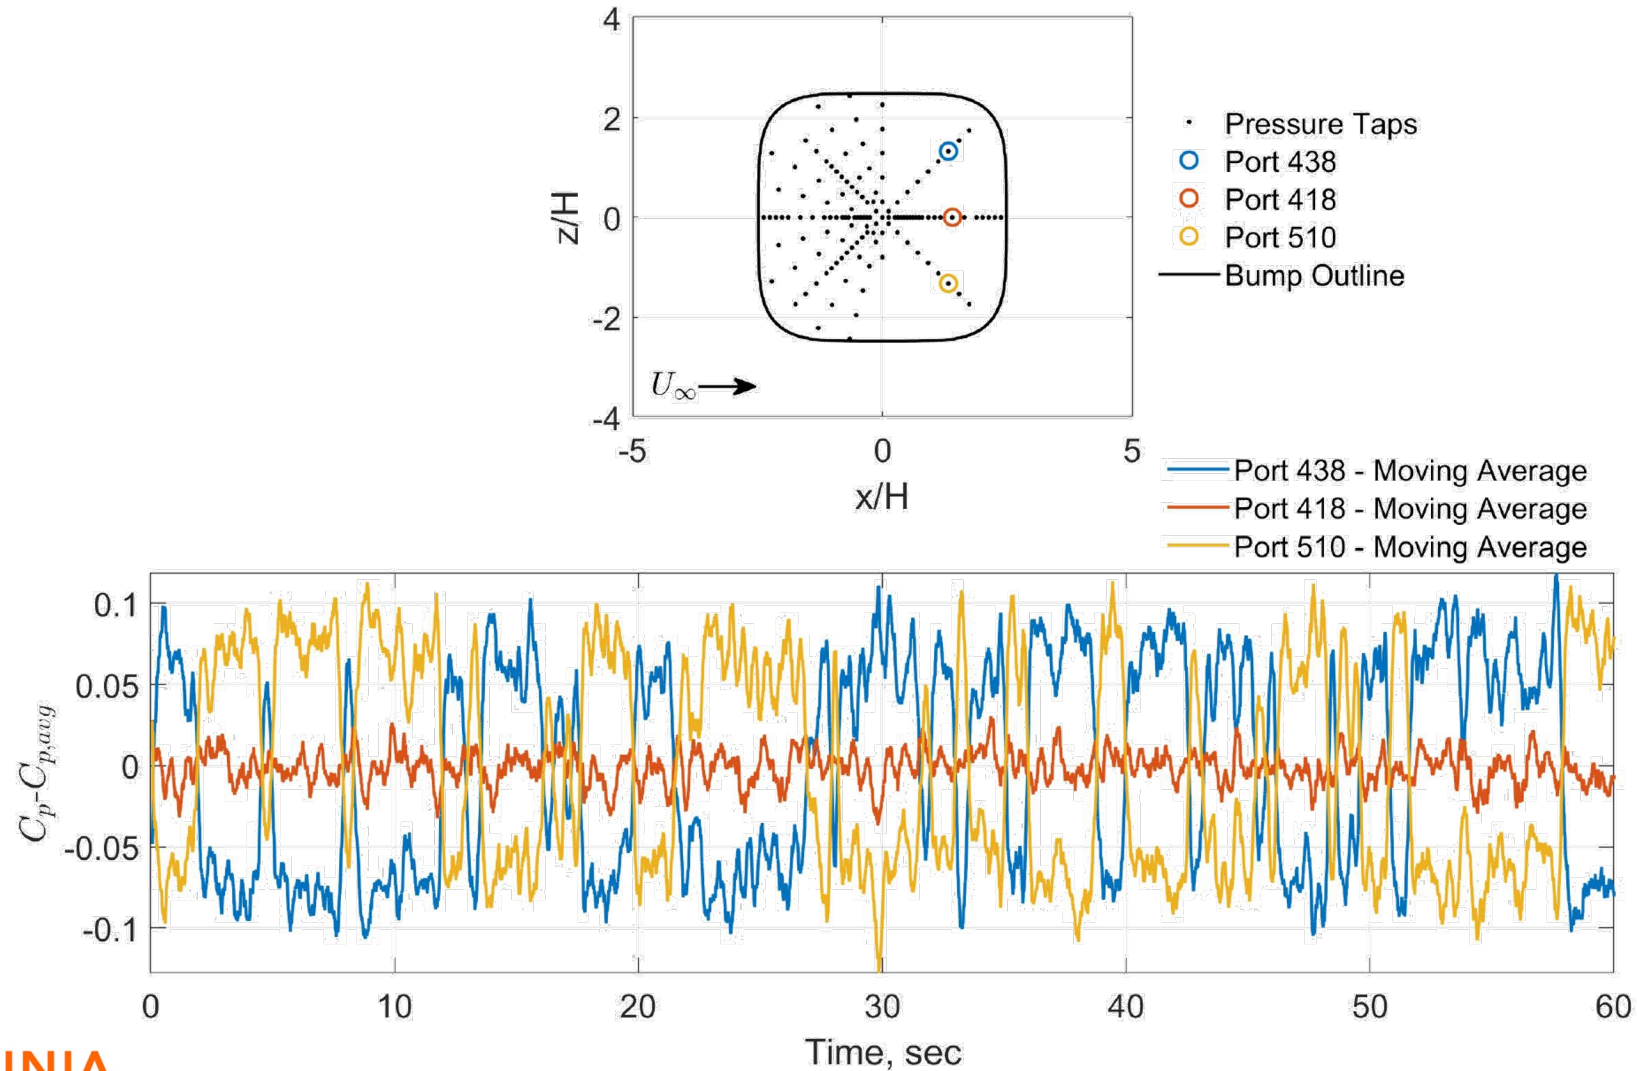 4
2
0
-2
-4
z/H
-5
0
5
x/H
U∞
Pressure Taps
Port 438
Port 418
Port 510
Bump Outline
Port 438 - Moving Average
Port 418 - Moving Average
Port 510 - Moving Average
0.1
0.05
0
-0.05
-0.1
Cp-Cp,avg
0
10
20
30
40
50
60
Time, sec
INIA